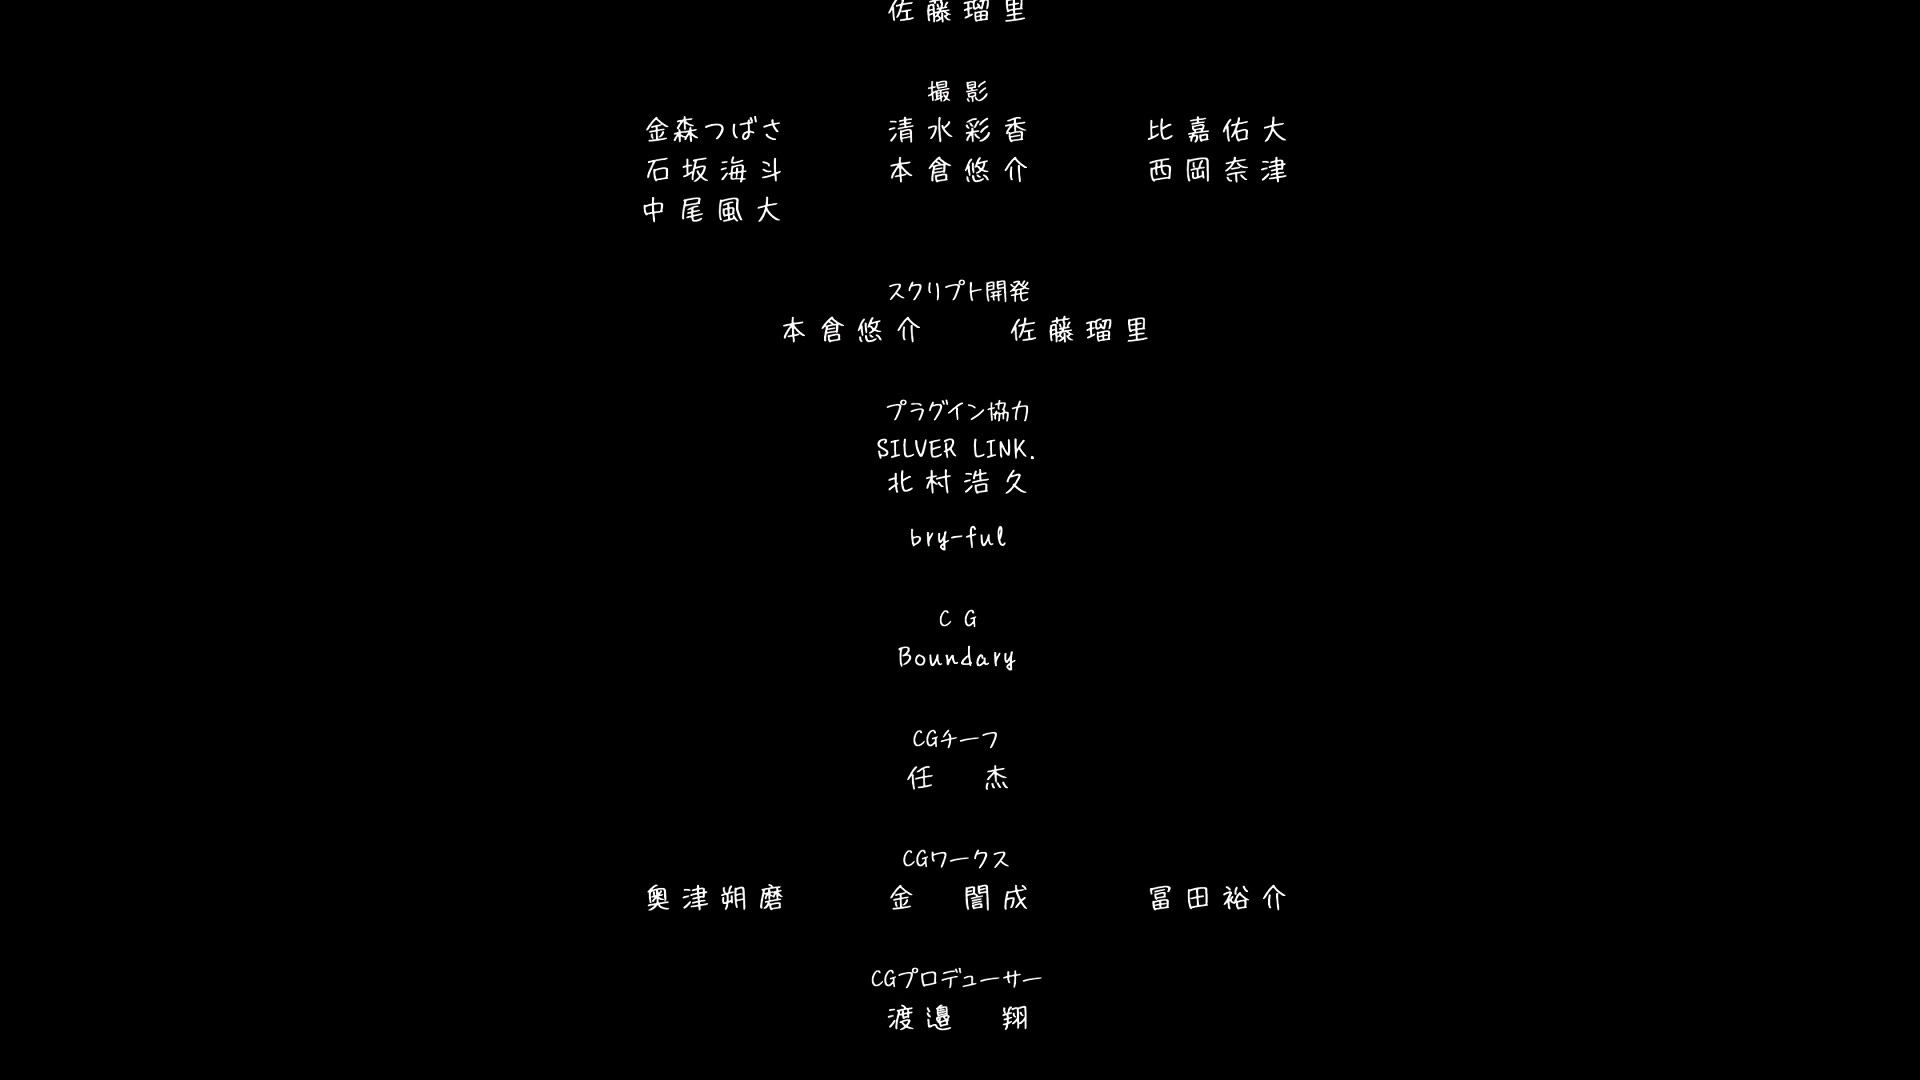 佐藤瑠里
撮影
金森つばさ 清水彩香 比嘉佑大
石坂海斗 本倉悠介 西岡奈津
中尾風大
スクリプト開発
本倉悠介 佐藤瑠里
プラグイン協力
SILVER LINK.
北村浩久
bry-ful
CG
Boundary
CGチーフ
任 杰
CGワークス
奥津朔磨 金 誾成 冨田裕介
CGプロデューサー
渡邉 翔